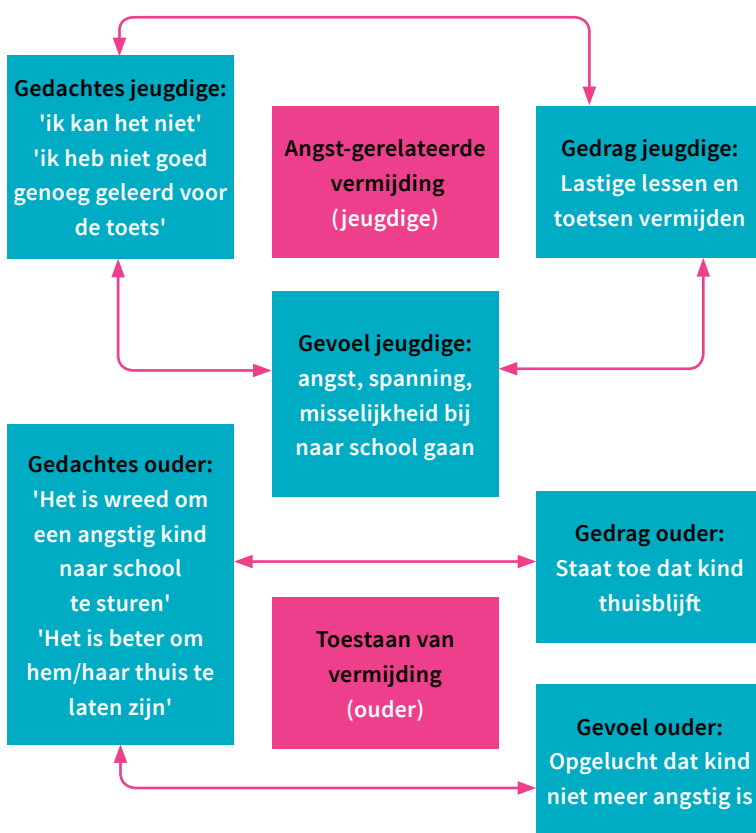 Gedachtes jeugdige:
'ik kan het niet'
'ik heb niet goed
genoeg geleerd voor
de toets'
Angst-gerelateerde
vermijding
(jeugdige)
Gedrag jeugdige:
Lastige lessen en
toetsen vermijden
Gevoel jeugdige:
angst, spanning,
misselijkheid bij
naar school gaan
Gedachtes ouder:
'Het is wreed om
een angstig kind
naar school
te sturen'
'Het is beter om
hem/haar thuis te
laten zijn'
Gedrag ouder:
Staat toe dat kind
thuisblijft
Toestaan van
vermijding
(ouder)
Gevoel ouder:
Opgelucht dat kind
niet meer angstig is